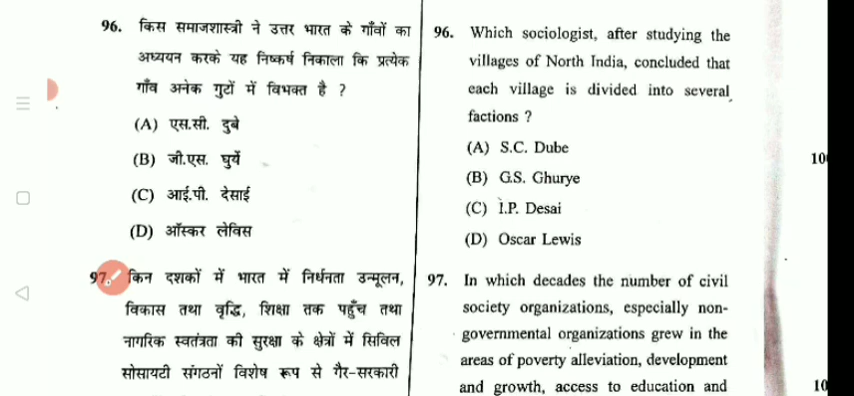 96. किस समाजशास्त्री ने उत्तर भारत के गाँवों का
अध्ययन करके यह निष्कर्ष निकाला कि प्रत्येक
गाँव अनेक गुटों में विभक्त है ?
(A) एस.सी. दुबे
(B) जी.एस. घुर्ये
(C) आई.पी. देसाई
(D) ऑस्कर लेविस
97. किन दशकों में भारत में निर्धनता उन्मूलन,
विकास तथा वृद्धि, शिक्षा तक पहुँच तथा
नागरिक स्वतंत्रता की सुरक्षा के क्षेत्रों में सिविल
सोसायटी संगठनों विशेष रूप से गैर-सरकारी
96. Which sociologist, after studying the
villages of North India, concluded that
each village is divided into several
factions ?
(A) S.C. Dube
(B) G.S. Ghurye
(C) I.P. Desai
(D) Oscar Lewis
97. In which decades the number of civil
society organizations, especially non-
governmental organizations grew in the
areas of poverty alleviation, development
and growth, access to education and
10
10